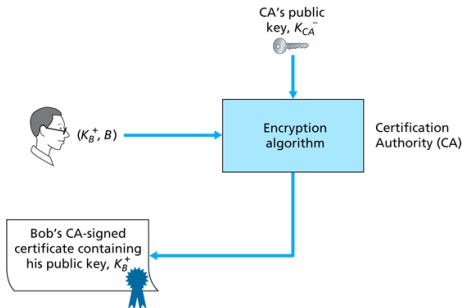 CA's public
key, K_CA^−
(K_B^+, B)
Encryption
algorithm
Certification
Authority (CA)
Bob's CA-signed
certificate containing
his public key, K_B^+